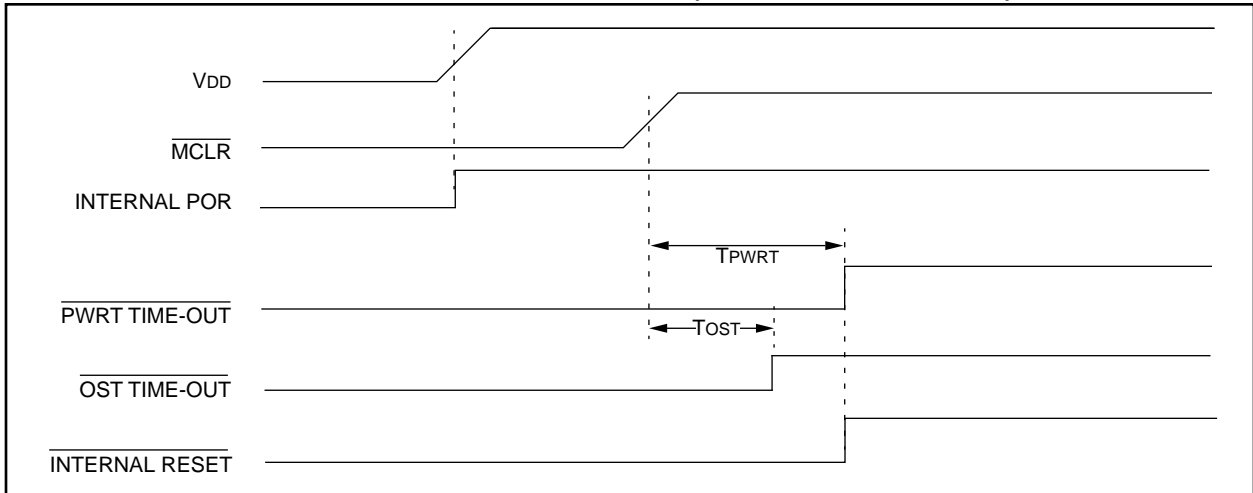 VDD
MCLR
INTERNAL POR
TPWRT
PWRT TIME-OUT
TOST
OST TIME-OUT
INTERNAL RESET